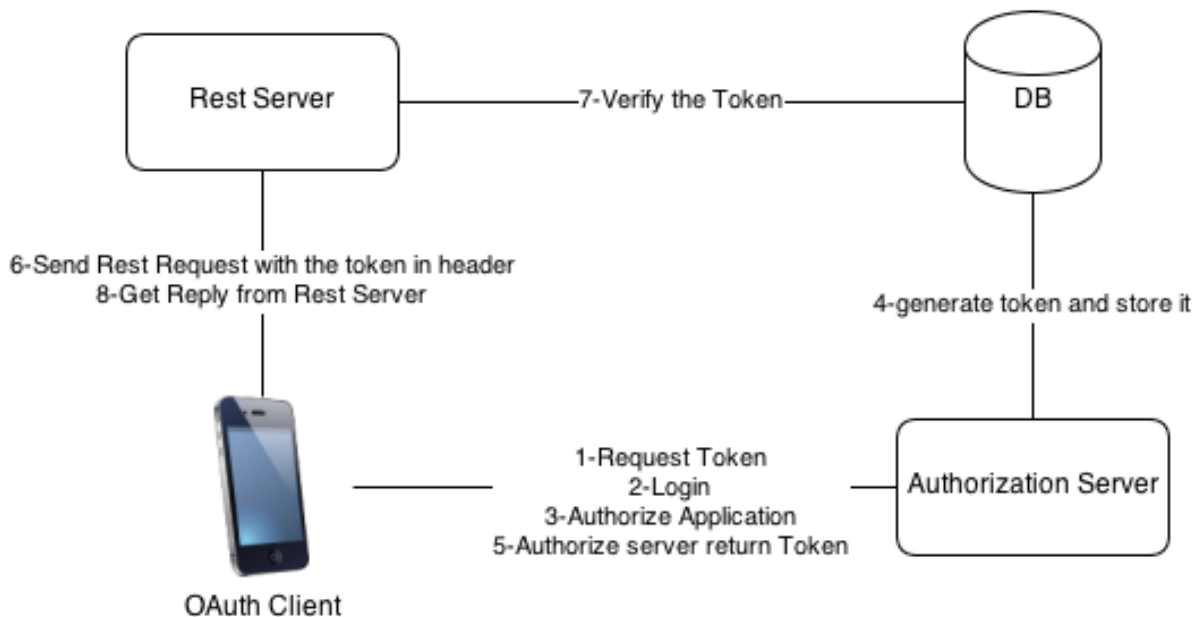 Rest Server
7-Verify the Token
DB
6-Send Rest Request with the token in header
8-Get Reply from Rest Server
4-generate token and store it
1-Request Token
2-Login
3-Authorize Application
5-Authorize server return Token
Authorization Server
OAuth Client